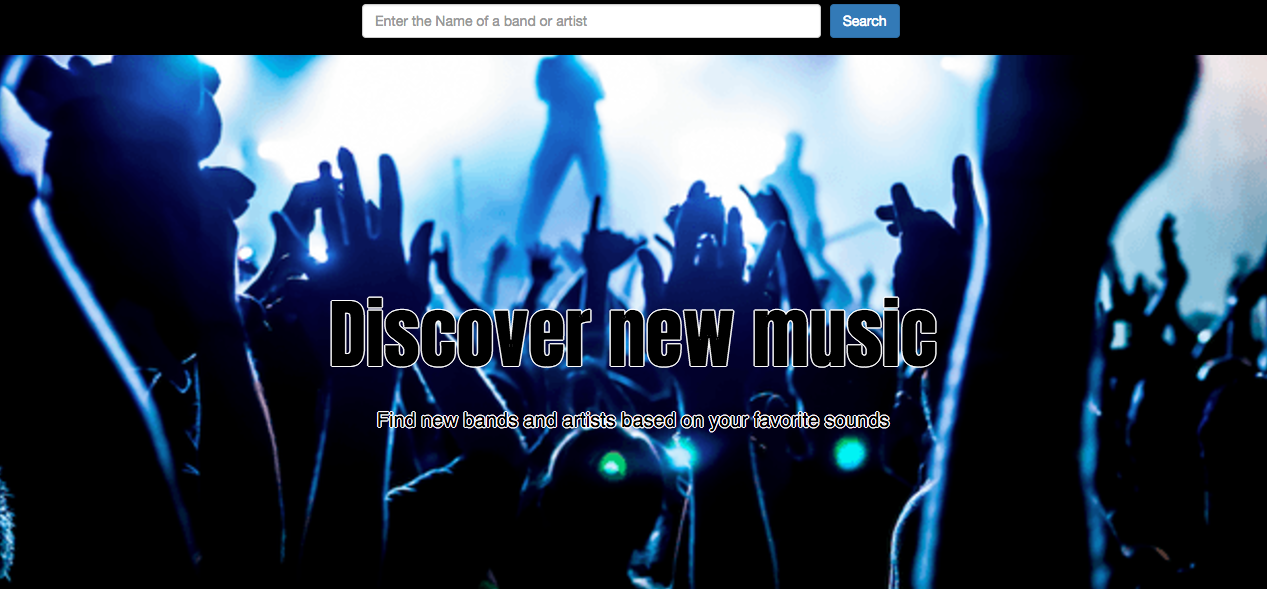 Enter the Name of a band or artist
Search
Discover new music
Find new bands and artists based on your favorite sounds